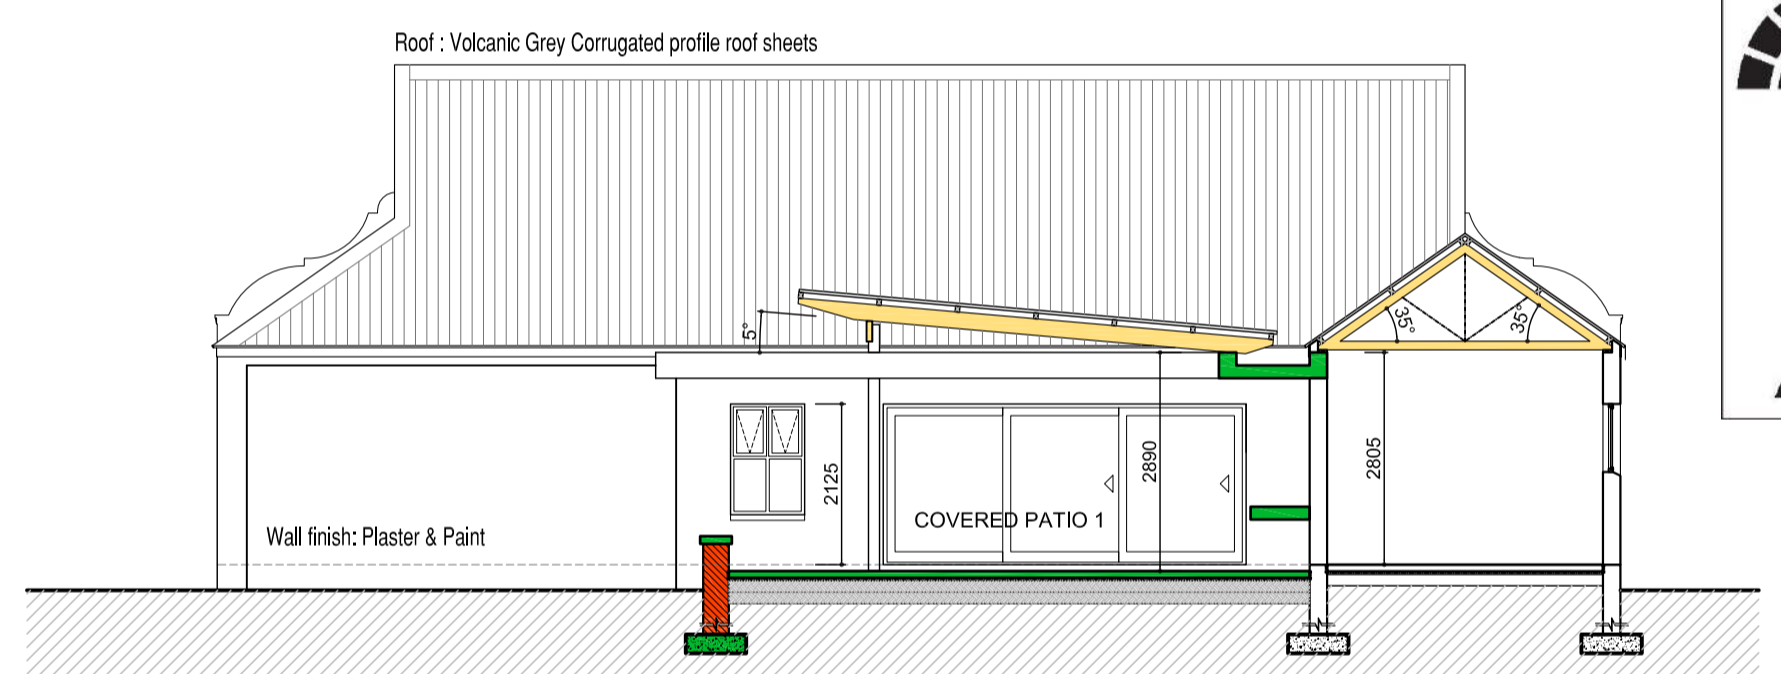 Roof : Volcanic Grey Corrugated profile roof sheets
5°
35°
35°
2125
2890
2805
COVERED PATIO 1
Wall finish: Plaster & Paint